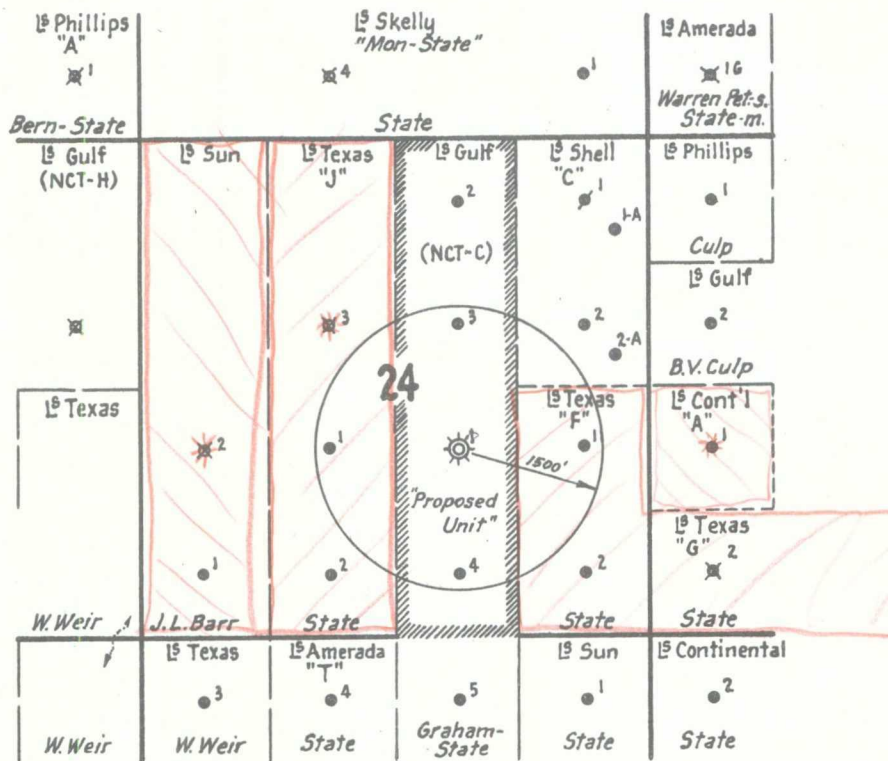 Ls Phillips
"A"
1
Bern-State
Ls Skelly
"Mon-State"
4
1
State
Ls Amerada
1G
Warren Pet.-s.
State-m.
Ls Gulf
(NCT-H)
Ls Sun
2
1
J.L. Barr
Ls Texas
"J"
3
1
2
State
24
Ls Gulf
2
(NCT-C)
3
1
"Proposed
Unit"
4
1500'
Ls Shell
"C"
1
1-A
2
2-A
Ls Phillips
1
Culp
Ls Gulf
2
B.V. Culp
Ls Texas
W. Weir
Ls Texas
"F"
1
2
State
Ls Cont'l
"A"
1
Ls Texas
"G"
2
State
W. Weir
Ls Texas
3
W. Weir
Ls Amerada
"T"
4
State
5
Graham-
State
Ls Sun
1
State
Ls Continental
2
State